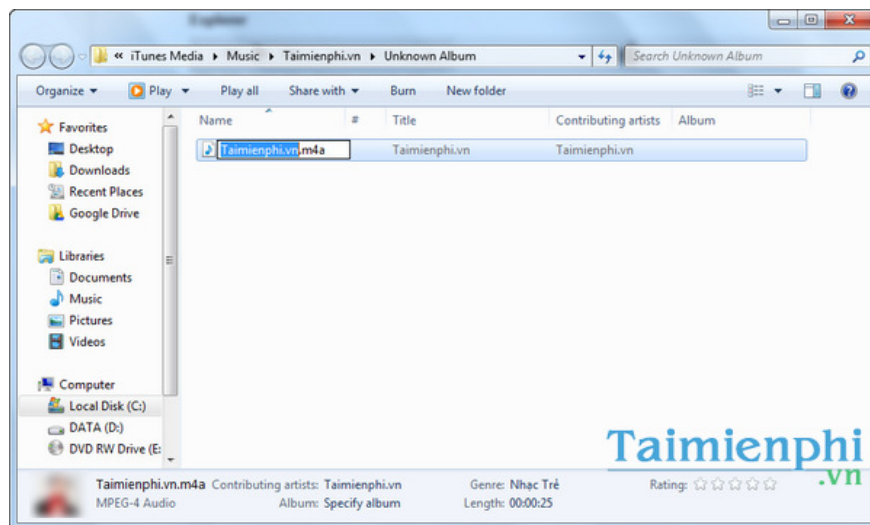 Explorer
« iTunes Media ▸ Music ▸ Taimienphi.vn ▸ Unknown Album
Search Unknown Album
Organize Play Play all Share with Burn New folder
Name # Title Contributing artists Album
Taimienphi.vn.m4a Taimienphi.vn Taimienphi.vn
Favorites
Desktop
Downloads
Recent Places
Google Drive
Libraries
Documents
Music
Pictures
Videos
Computer
Local Disk (C:)
DATA (D:)
DVD RW Drive (E:
Taimienphi
.vn
Taimienphi.vn.m4a Contributing artists: Taimienphi.vn Genre: Nhạc Trẻ Rating:
MPEG-4 Audio Album: Specify album Length: 00:00:25